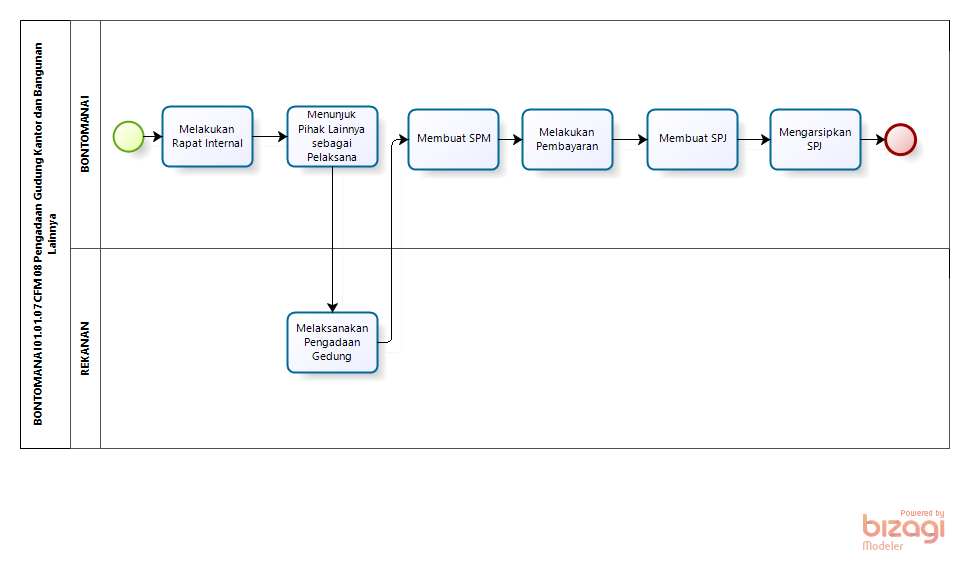 BONTOMANAI 01.01.07 CFM 08 Pengadaan Gudung Kantor dan Bangunan
Lainnya
BONTOMANAI
Melakukan
Rapat Internal
Menunjuk
Pihak Lainnya
sebagai
Pelaksana
Membuat SPM
Melakukan
Pembayaran
Membuat SPJ
Mengarsipkan
SPJ
REKANAN
Melaksanakan
Pengadaan
Gedung
Powered by
bizagi
Modeler